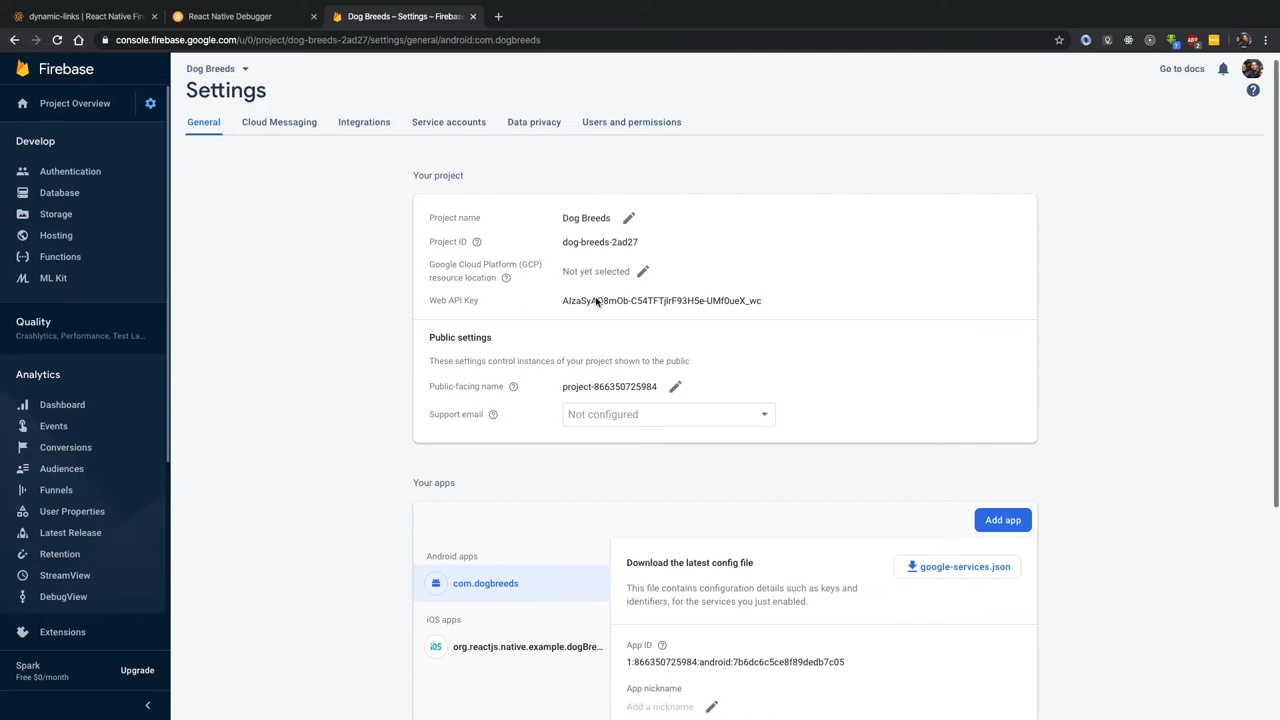 dynamic-links | React Native Fir
React Native Debugger
Dog Breeds – Settings – Firebas
console.firebase.google.com/u/0/project/dog-breeds-2ad27/settings/general/android:com.dogbreeds
Firebase
Project Overview
Develop
Authentication
Database
Storage
Hosting
Functions
ML Kit
Quality
Crashlytics, Performance, Test La...
Analytics
Dashboard
Events
Conversions
Audiences
Funnels
User Properties
Latest Release
Retention
StreamView
DebugView
Extensions
Spark
Free $0/month
Upgrade
Dog Breeds
Go to docs
Settings
General Cloud Messaging Integrations Service accounts Data privacy Users and permissions
Your project
Project name Dog Breeds
Project ID dog-breeds-2ad27
Google Cloud Platform (GCP)
resource location Not yet selected
Web API Key
Public settings
These settings control instances of your project shown to the public
Public-facing name project-866350725984
Support email Not configured
Your apps
Add app
Android apps
com.dogbreeds
iOS apps
iOS org.reactjs.native.example.dogBre...
Download the latest config file
google-services.json
This file contains configuration details such as keys and
identifiers, for the services you just enabled.
App ID
1:866350725984:android:7b6dc6c5ce8f89dedb7c05
App nickname
Add a nickname